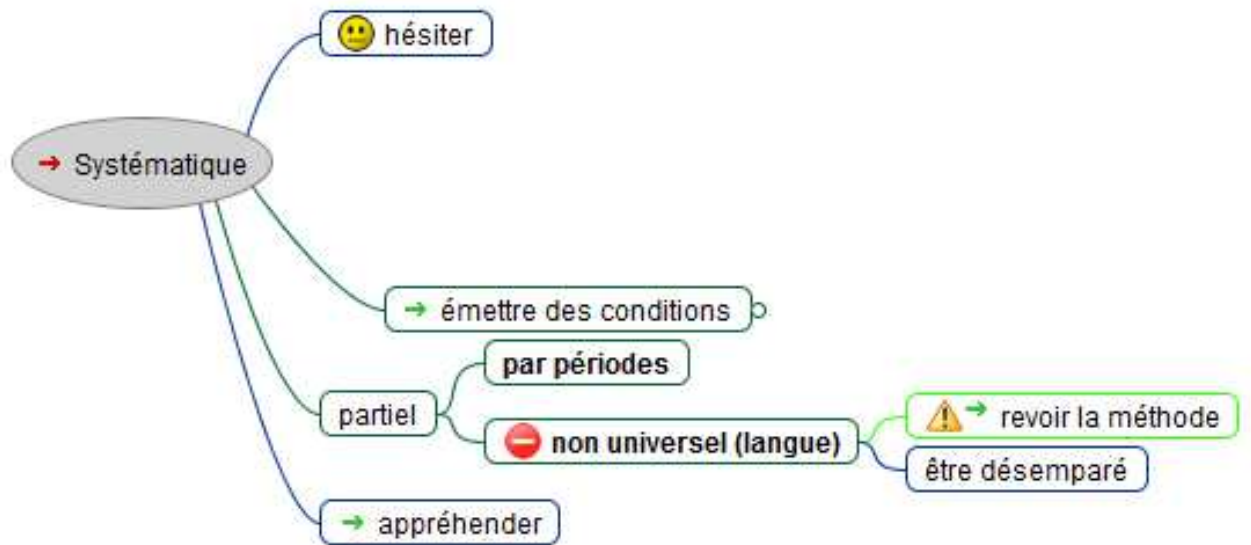 hésiter
Systématique
émettre des conditions
par périodes
partiel
non universel (langue)
revoir la méthode
être désemparé
appréhender